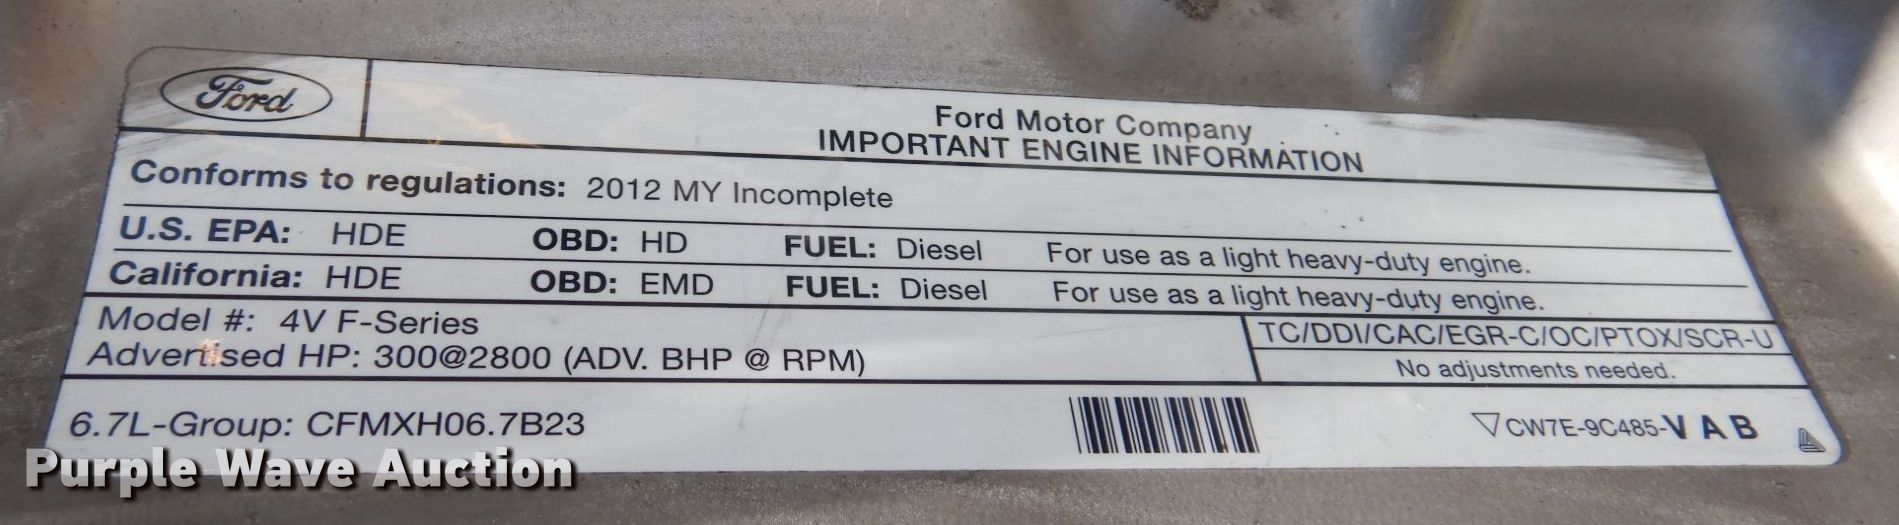 Ford
Ford Motor Company
IMPORTANT ENGINE INFORMATION
Conforms to regulations: 2012 MY Incomplete
U.S. EPA: HDE OBD: HD FUEL: Diesel For use as a light heavy-duty engine.
California: HDE OBD: EMD FUEL: Diesel For use as a light heavy-duty engine.
Model #: 4V F-Series
Advertised HP: 300@2800 (ADV. BHP @ RPM)
TC/DDI/CAC/EGR-C/OC/PTOX/SCR-U
No adjustments needed.
6.7L-Group: CFMXH06.7B23
CW7E-9C485-VAB
Purple Wave Auction